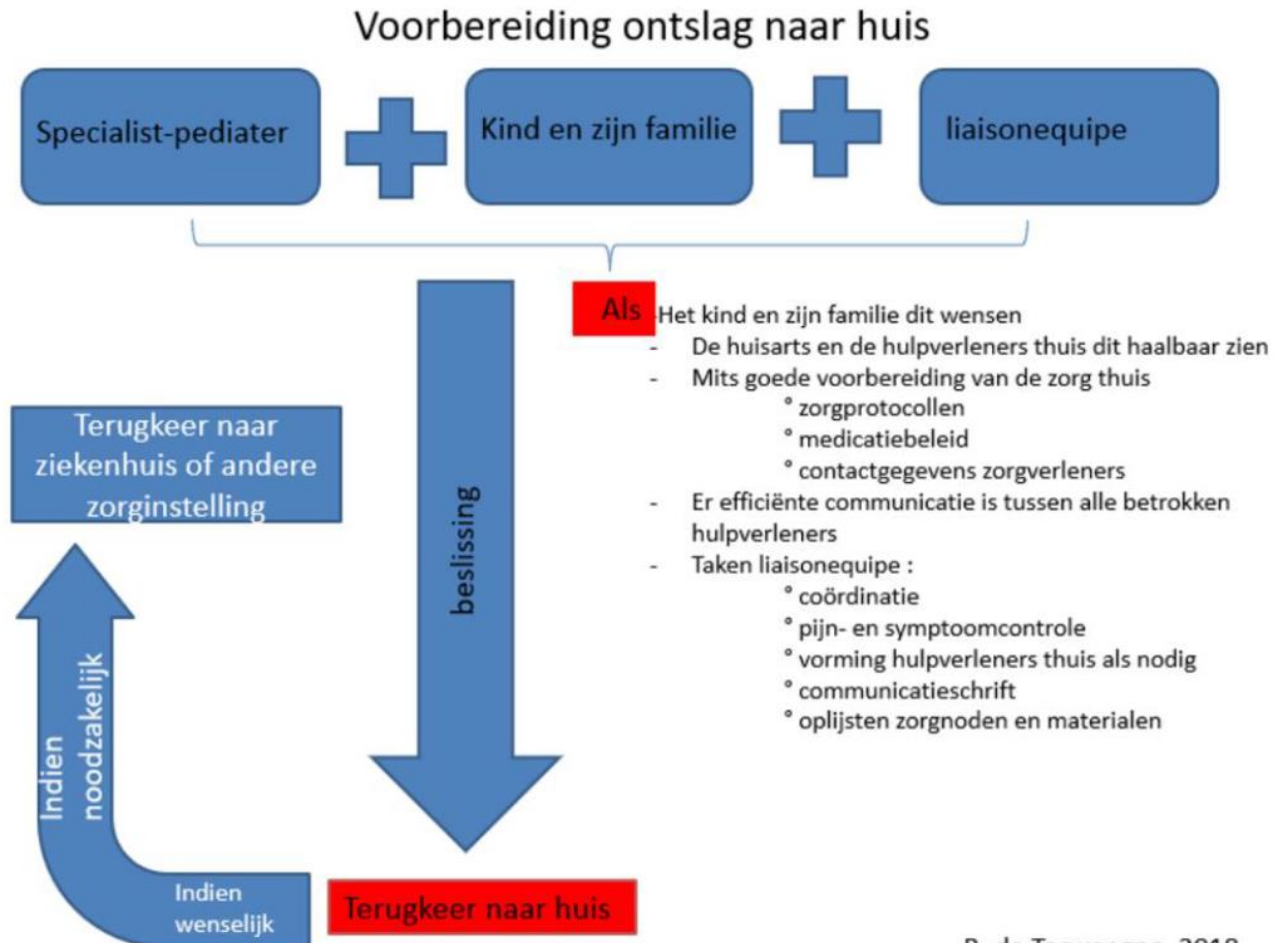 Voorbereiding ontslag naar huis
Specialist-pediater
Kind en zijn familie
liaisonequipe
Als
-Het kind en zijn familie dit wensen
- De huisarts en de hulpverleners thuis dit haalbaar zien
- Mits goede voorbereiding van de zorg thuis
° zorgprotocollen
° medicatiebeleid
° contactgegevens zorgverleners
- Er efficiënte communicatie is tussen alle betrokken
hulpverleners
- Taken liaisonequipe :
° coördinatie
° pijn- en symptoomcontrole
° vorming hulpverleners thuis als nodig
° communicatieschrift
° oplijsten zorgnoden en materialen
beslissing
Terugkeer naar
ziekenhuis of andere
zorginstelling
Indien
noodzakelijk
Indien
wenselijk
Terugkeer naar huis